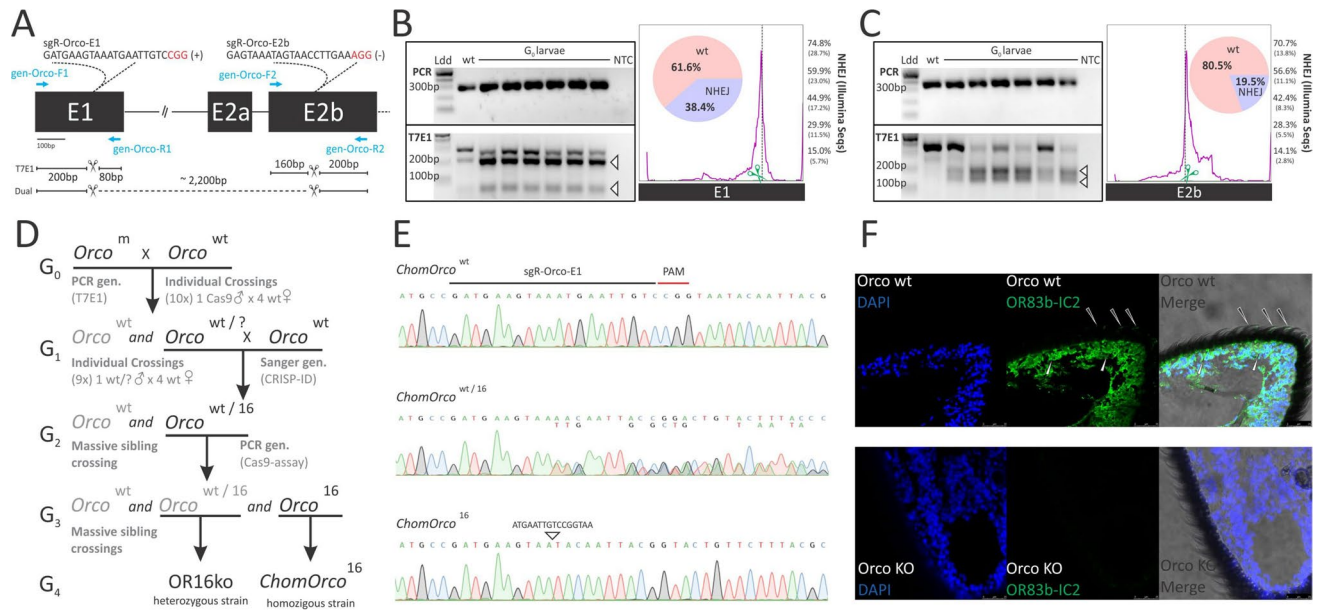 A
sgR-Orco-E1
GATGAAGTAAATGAATTGTCCGG (+)
sgR-Orco-E2b
GAGTAAATAGTAACCTTGAAAGG (-)
gen-Orco-F1
gen-Orco-F2
E1
//
E2a
E2b
100bp
gen-Orco-R1
gen-Orco-R2
T7E1
200bp
80bp
160bp
200bp
Dual
~ 2,200bp
B
G0 larvae
Ldd
wt
NTC
PCR
300bp
T7E1
200bp
100bp
wt
61.6%
NHEJ
38.4%
74.8%
(28.7%)
59.9%
(23.0%)
44.9%
(17.2%)
29.9%
(11.5%)
15.0%
(5.7%)
NHEJ (Illumina Seqs)
E1
C
G0 larvae
Ldd
wt
NTC
PCR
300bp
T7E1
200bp
100bp
wt
80.5%
19.5%
NHEJ
70.7%
(13.8%)
56.6%
(11.1%)
42.4%
(8.3%)
28.3%
(5.5%)
14.1%
(2.8%)
NHEJ (Illumina Seqs)
E2b
D
G0
Orco m X Orco wt
PCR gen.
(T7E1)
Individual Crossings
(10x) 1 Cas9♂ x 4 wt♀
G1
Orco wt and Orco wt / ? X Orco wt
Individual Crossings
(9x) 1 wt/?♂ x 4 wt ♀
Sanger gen.
(CRISP-ID)
G2
Orco wt and Orco wt / 16
Massive sibling
crossing
PCR gen.
(Cas9-assay)
G3
Orco wt and Orco wt / 16 and Orco 16
Massive sibling
crossings
G4
OR16ko
heterozygous strain
ChomOrco 16
homozigous strain
E
ChomOrco wt
sgR-Orco-E1
PAM
ATGCCGATGAAGTAAATGAATTGTCCGGTAATACAATTACG
ChomOrco wt / 16
ATGCCGATGAAGTAAAACAATTACCGGACTGTACTTTACCC
TTG G GCTG T AAT TA
ChomOrco 16
ATGAATTGTCCGGTAA
ATGCCGATGAAGTAATACAATTACGGTACTGTTCTTTACGC
F
Orco wt
DAPI
Orco wt
OR83b-IC2
Orco wt
Merge
Orco KO
DAPI
Orco KO
OR83b-IC2
Orco KO
Merge